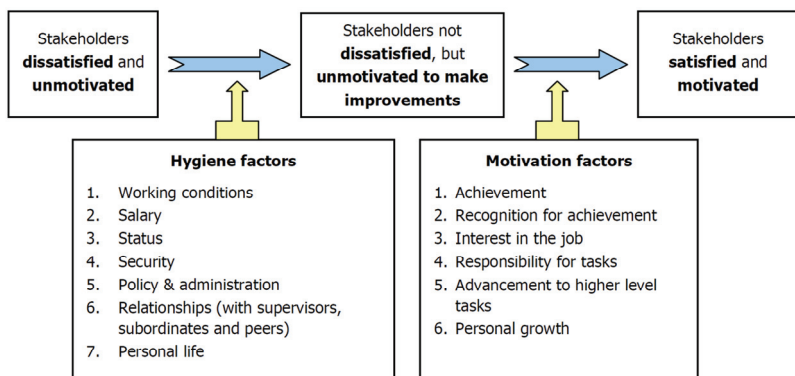 Stakeholders
dissatisfied and
unmotivated
Stakeholders not
dissatisfied, but
unmotivated to make
improvements
Stakeholders
satisfied and
motivated
Hygiene factors
1. Working conditions
2. Salary
3. Status
4. Security
5. Policy & administration
6. Relationships (with supervisors,
subordinates and peers)
7. Personal life
Motivation factors
1. Achievement
2. Recognition for achievement
3. Interest in the job
4. Responsibility for tasks
5. Advancement to higher level
tasks
6. Personal growth